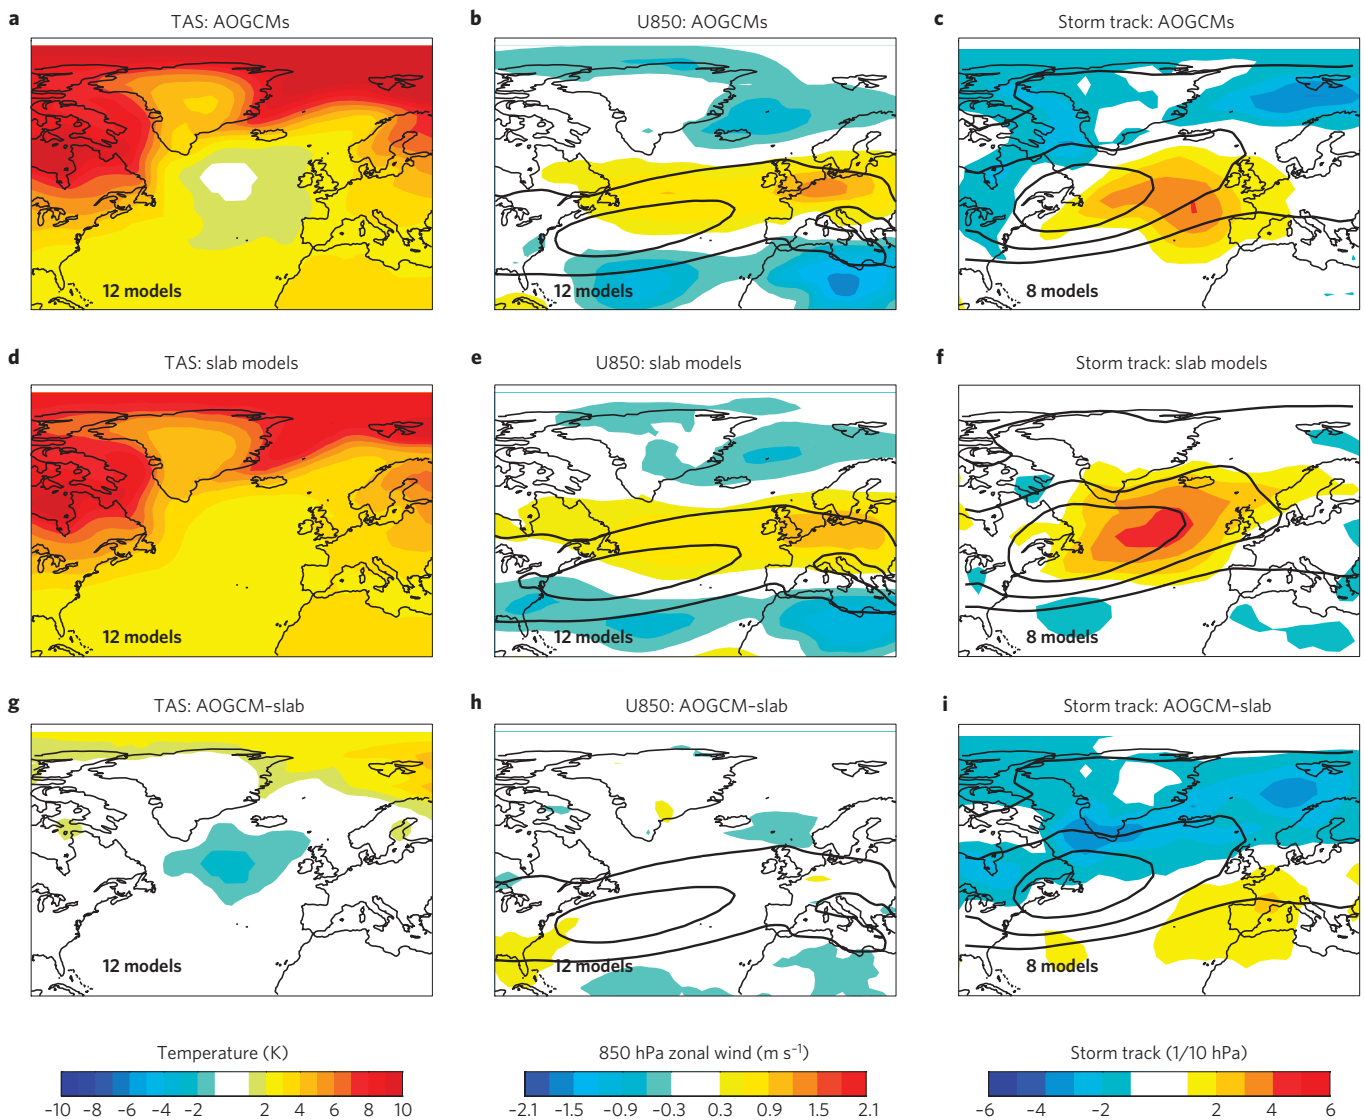 a TAS: AOGCMs
b U850: AOGCMs
c Storm track: AOGCMs
12 models
12 models
8 models
d TAS: slab models
e U850: slab models
f Storm track: slab models
12 models
12 models
8 models
g TAS: AOGCM–slab
h U850: AOGCM–slab
i Storm track: AOGCM–slab
12 models
12 models
8 models
Temperature (K)
850 hPa zonal wind (m s⁻¹)
Storm track (1/10 hPa)
–10 –8 –6 –4 –2 2 4 6 8 10
–2.1 –1.5 –0.9 –0.3 0.3 0.9 1.5 2.1
–6 –4 –2 2 4 6